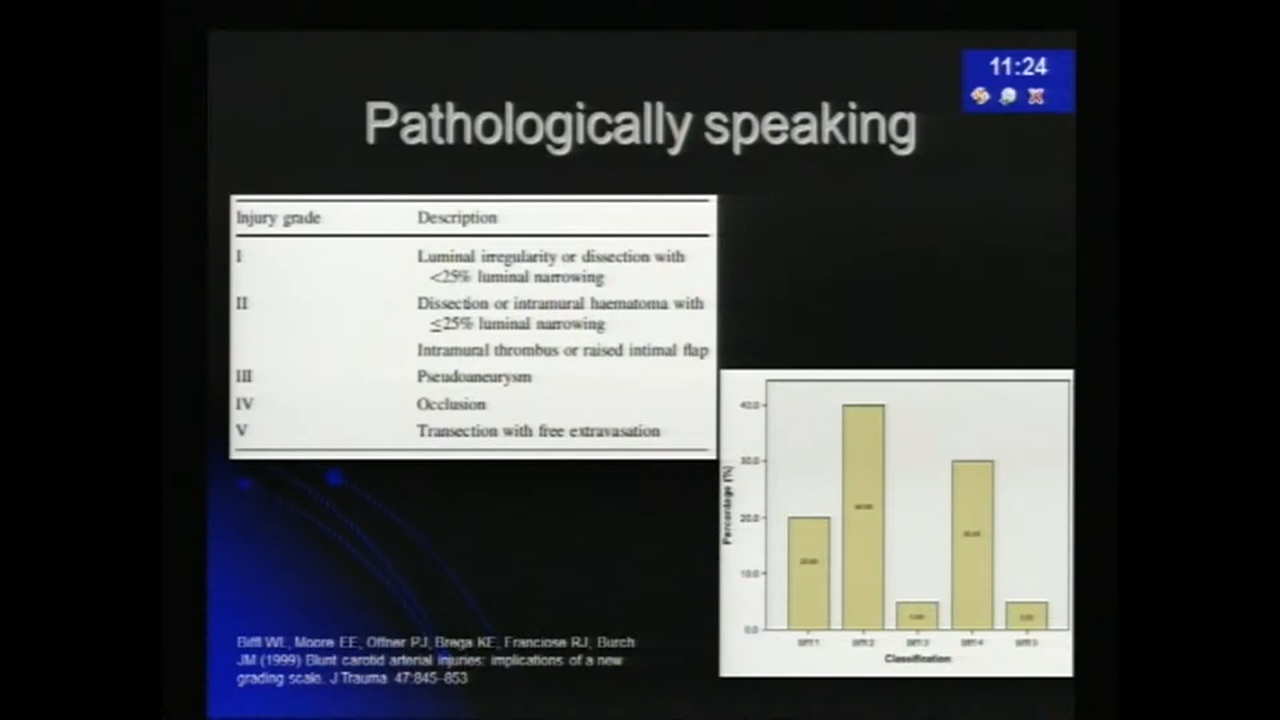 11:24
Pathologically speaking
Injury grade Description
I Luminal irregularity or dissection with
<25% luminal narrowing
II Dissection or intramural haematoma with
≤25% luminal narrowing
Intramural thrombus or raised intimal flap
III Pseudoaneurysm
IV Occlusion
V Transection with free extravasation
40.0
30.0
20.0
10.0
0.0
Percentage (%)
Classification
Biffl WL, Moore EE, Offner PJ, Brega KE, Franciose RJ, Burch
JM (1999) Blunt carotid arterial injuries: implications of a new
grading scale. J Trauma 47:845–853